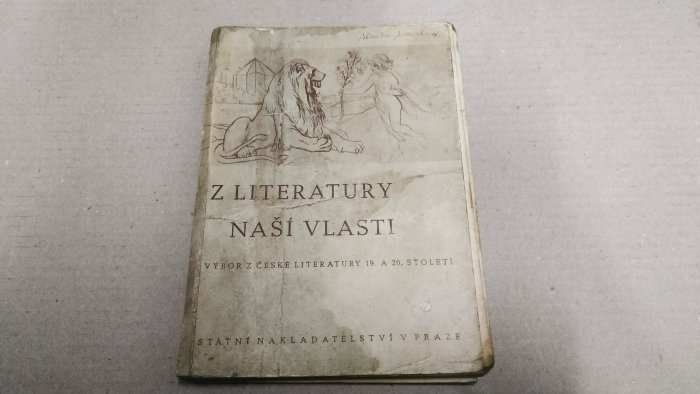 Z LITERATURY
NAŠÍ VLASTI
VÝBOR Z ČESKÉ LITERATURY 19. A 20. STOLETÍ
STÁTNÍ NAKLADATELSTVÍ V PRAZE